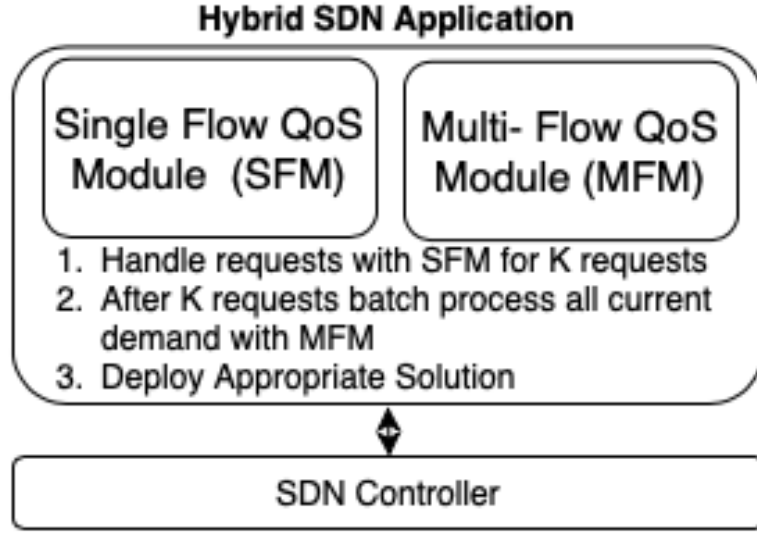 Hybrid SDN Application
Single Flow QoS
Module (SFM)
Multi- Flow QoS
Module (MFM)
1. Handle requests with SFM for K requests
2. After K requests batch process all current
demand with MFM
3. Deploy Appropriate Solution
SDN Controller